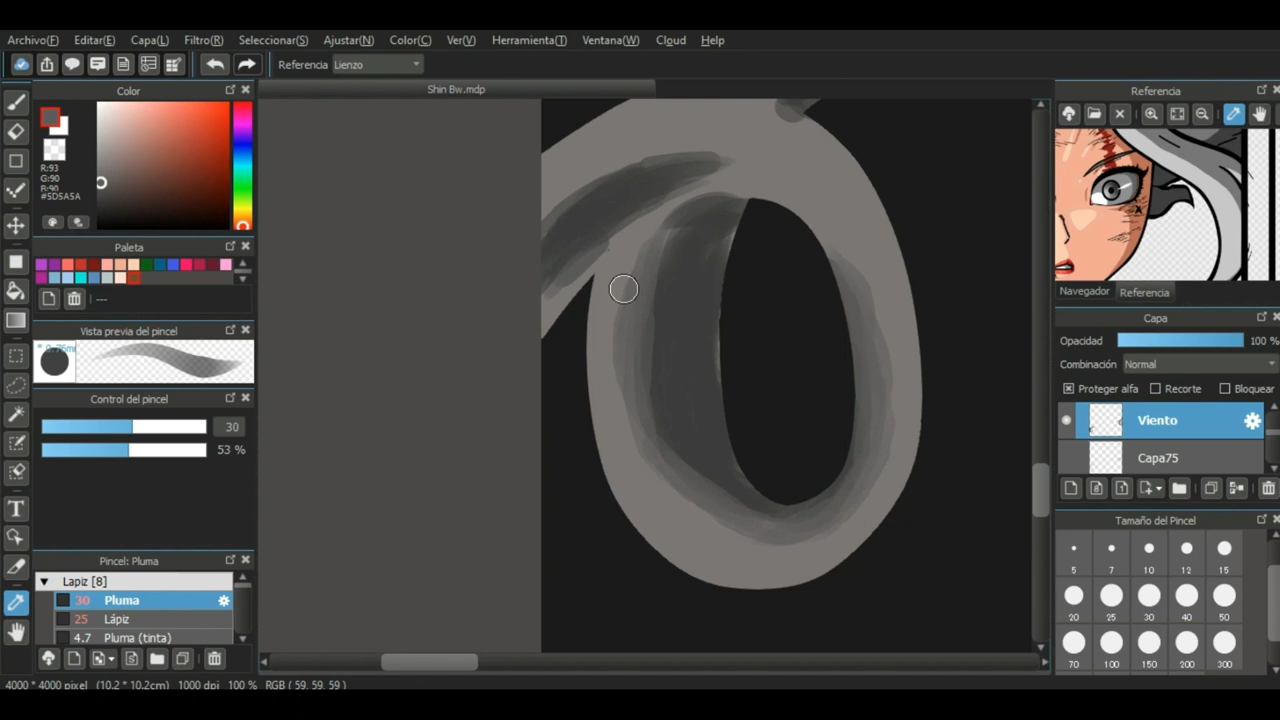 Archivo(F) Editar(E) Capa(L) Filtro(R) Seleccionar(S) Ajustar(N) Color(C) Ver(V) Herramienta(T) Ventana(W) Cloud Help
Referencia Lienzo
Color
Shin Bw.mdp
Referencia
R:93
G:90
B:90
#5D5A5A
Paleta
---
Navegador Referencia
Vista previa del pincel
Capa
Opacidad 100 %
Combinación Normal
Proteger alfa Recorte Bloquear
Control del pincel
30
53 %
Viento
Capa75
Tamaño del Pincel
5 7 10 12 15
20 25 30 40 50
70 100 150 200 300
Pincel: Pluma
Lapiz [8]
30 Pluma
25 Lápiz
4.7 Pluma (tinta)
4000 * 4000 pixel (10.2 * 10.2cm) 1000 dpi 100 % RGB ( 59, 59, 59 )